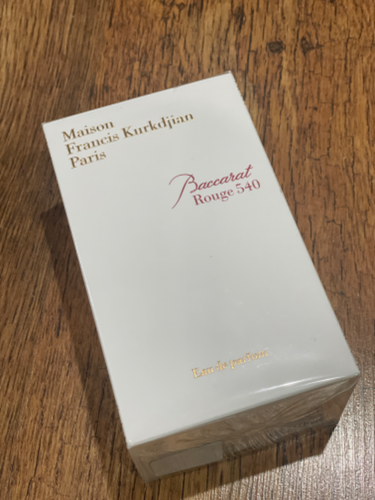 Maison
Francis Kurkdjian
Paris
Baccarat
Rouge 540
Eau de parfum